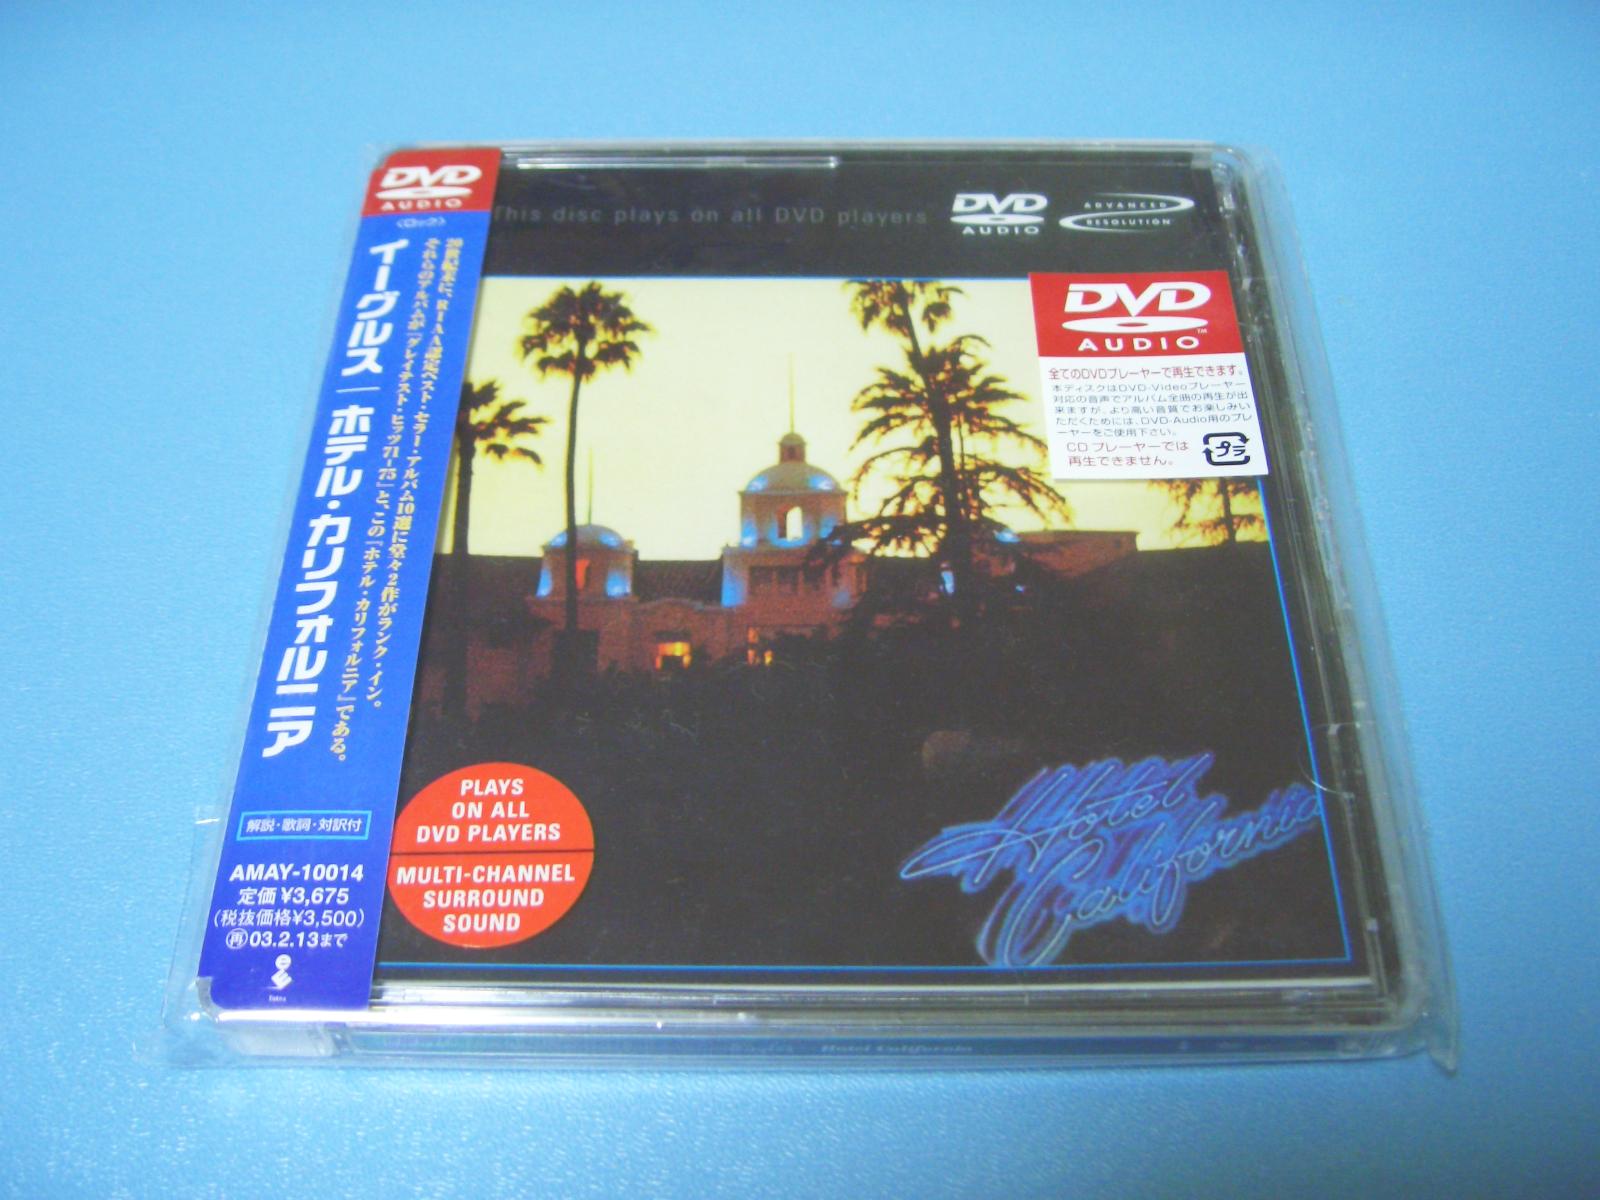 DVD
AUDIO
〈ロック〉
イーグルス|ホテル・カリフォルニア
20世紀末に、RIAA認定ベスト・セラー・アルバム10選に堂々2作がランク・イン。
それらのアルバムが「グレイテスト・ヒッツ71-75」と、この「ホテル・カリフォルニア」である。
解説・歌詞・対訳付
AMAY-10014
定価¥3,675
(税抜価格¥3,500)
再03.2.13まで
This disc plays on all DVD players
DVD
AUDIO
ADVANCED
RESOLUTION
DVD
AUDIO
全てのDVDプレーヤーで再生できます。
本ディスクはDVD-Videoプレーヤー
対応の音声でアルバム全曲の再生が出
来ますが、より高い音質でお楽しみい
ただくためには、DVD-Audio用のプレ
ーヤーをご使用下さい。
CDプレーヤーでは
再生できません。
プラ
PLAYS
ON ALL
DVD PLAYERS
MULTI-CHANNEL
SURROUND
SOUND
Hotel
California
Hotel California